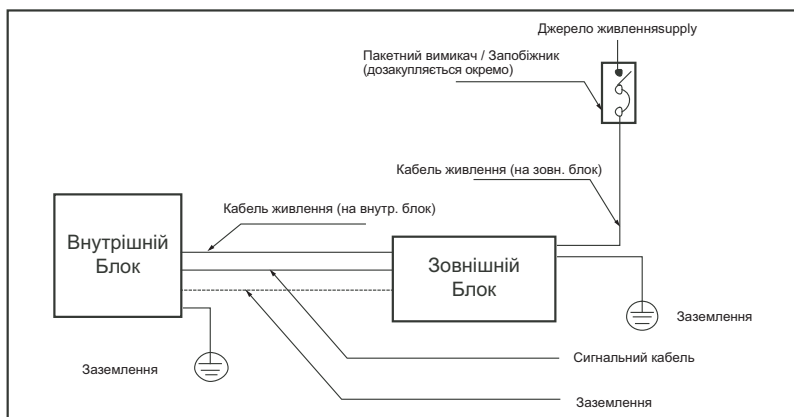 Джерело живленняsupply
Пакетний вимикач / Запобіжник
(дозакупляється окремо)
Кабель живлення (на зовн. блок)
Кабель живлення (на внутр. блок)
Внутрішній
Блок
Зовнішній
Блок
Заземлення
Заземлення
Сигнальний кабель
Заземлення